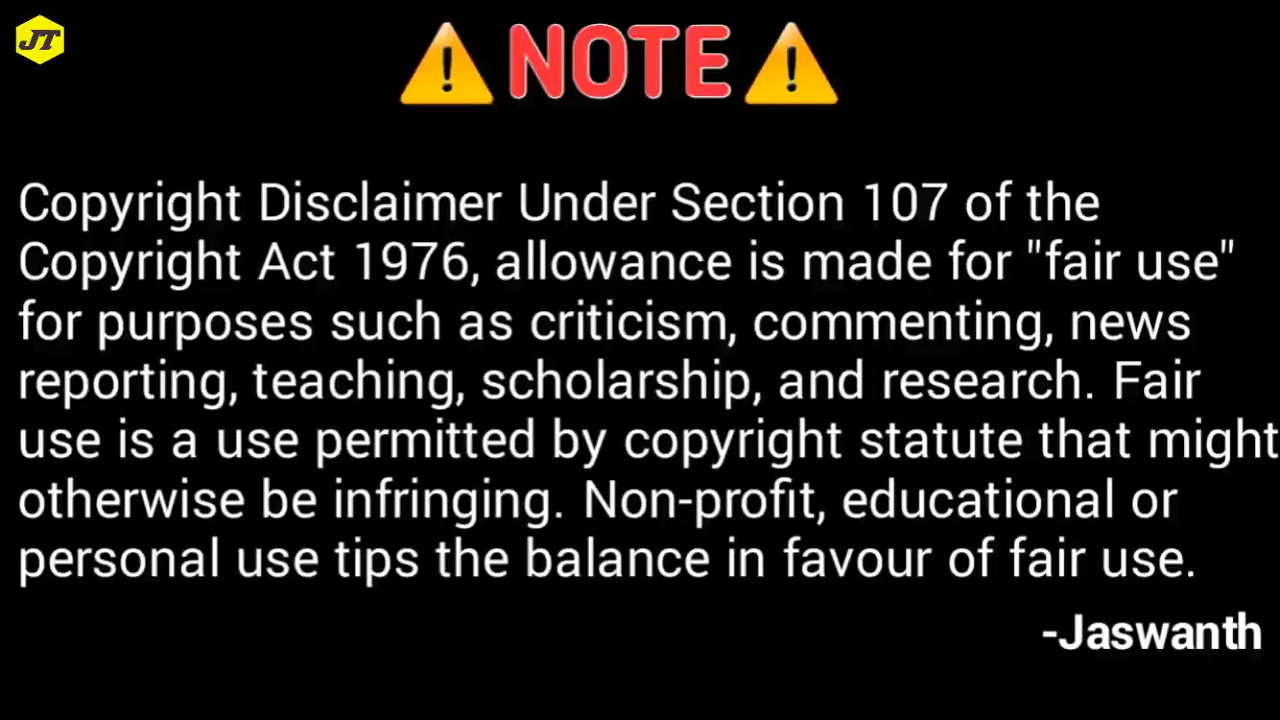 JT
⚠NOTE⚠
Copyright Disclaimer Under Section 107 of the
Copyright Act 1976, allowance is made for "fair use"
for purposes such as criticism, commenting, news
reporting, teaching, scholarship, and research. Fair
use is a use permitted by copyright statute that might
otherwise be infringing. Non-profit, educational or
personal use tips the balance in favour of fair use.
-Jaswanth